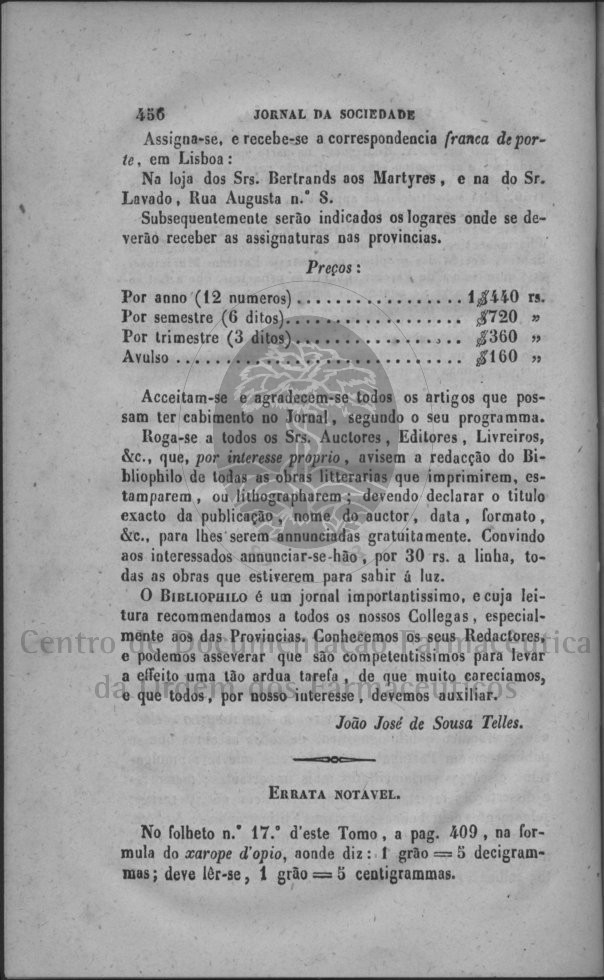 456 JORNAL DA SOCIEDADE
Assigna-se, e recebe-se a correspondencia franca de por-
te, em Lisboa:
Na loja dos Srs. Bertrands aos Martyres, e na do Sr.
Lavado, Rua Augusta n.° 8.
Subsequentemente serão indicados os logares onde se de-
verão receber as assignaturas nas provincias.
Preços:
Por anno (12 numeros) ................. 1$440 rs.
Por semestre (6 ditos).................. $720 »
Por trimestre (3 ditos)................. $360 »
Avulso ............................. $160 »
Acceitam-se e agradecem-se todos os artigos que pos-
sam ter cabimento no Jornal, segundo o seu programma.
Roga-se a todos os Srs. Auctores, Editores, Livreiros,
&c., que, por interesse proprio, avisem a redacção do Bi-
bliophilo de todas as obras litterarias que imprimirem, es-
tamparem, ou lithographarem; devendo declarar o titulo
exacto da publicação, nome do auctor, data, formato,
&c., para lhes serem annunciadas gratuitamente. Convindo
aos interessados annunciar-se-hão, por 30 rs. a linha, to-
das as obras que estiverem para sahir á luz.
O BIBLIOPHILO é um jornal importantissimo, e cuja lei-
tura recommendamos a todos os nossos Collegas, especial-
mente aos das Provincias. Conhecemos os seus Redactores,
Centro de Documentação Farmacêutica
e podemos asseverar que são competentissimos para levar
a effeito uma tão ardua tarefa, de que muito careciamos,
da Ordem dos Farmacêuticos
e que todos, por nosso interesse, devemos auxiliar.
João José de Sousa Telles.
ERRATA NOTAVEL.
No folheto n.° 17.° d'este Tomo, a pag. 409, na for-
mula do xarope d'opio, aonde diz: 1 grão = 5 decigram-
mas; deve lêr-se, 1 grão = 5 centigrammas.